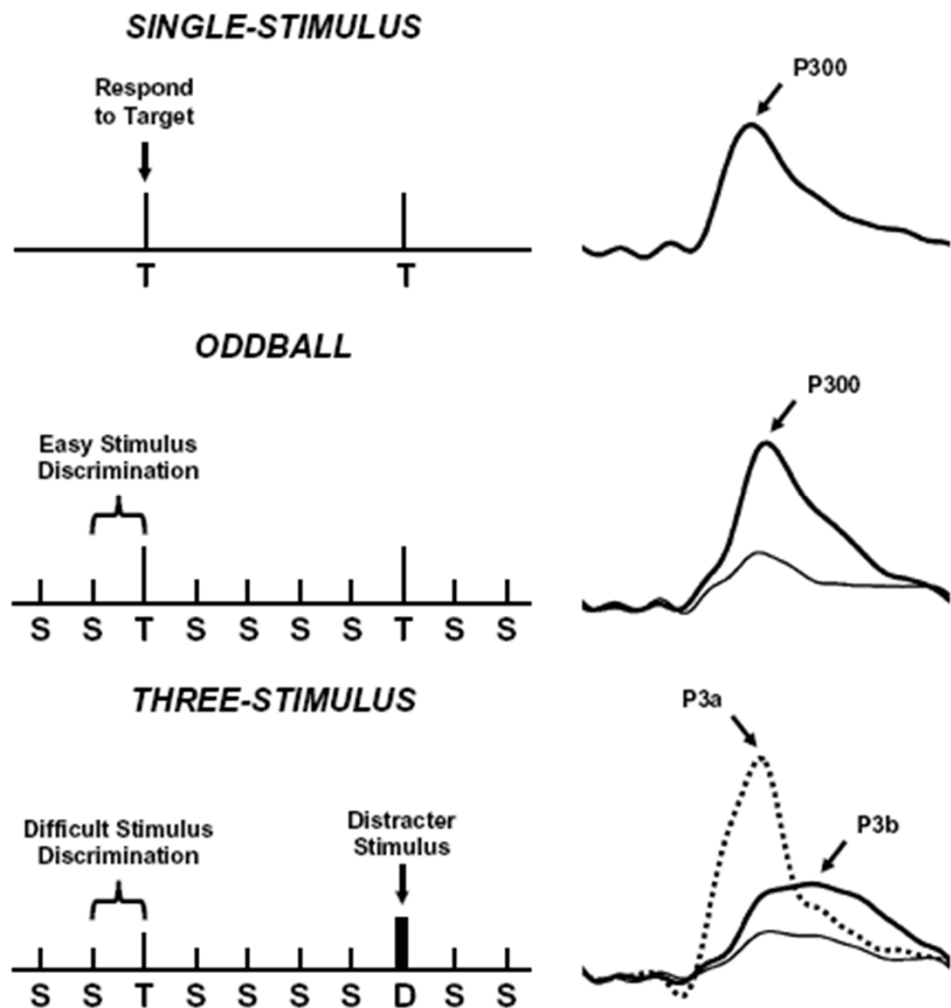 SINGLE-STIMULUS
Respond
to Target
T T
P300
ODDBALL
Easy Stimulus
Discrimination
S S T S S S S T S S
P300
THREE-STIMULUS
Difficult Stimulus
Discrimination
Distracter
Stimulus
S S T S S S S D S S
P3a
P3b